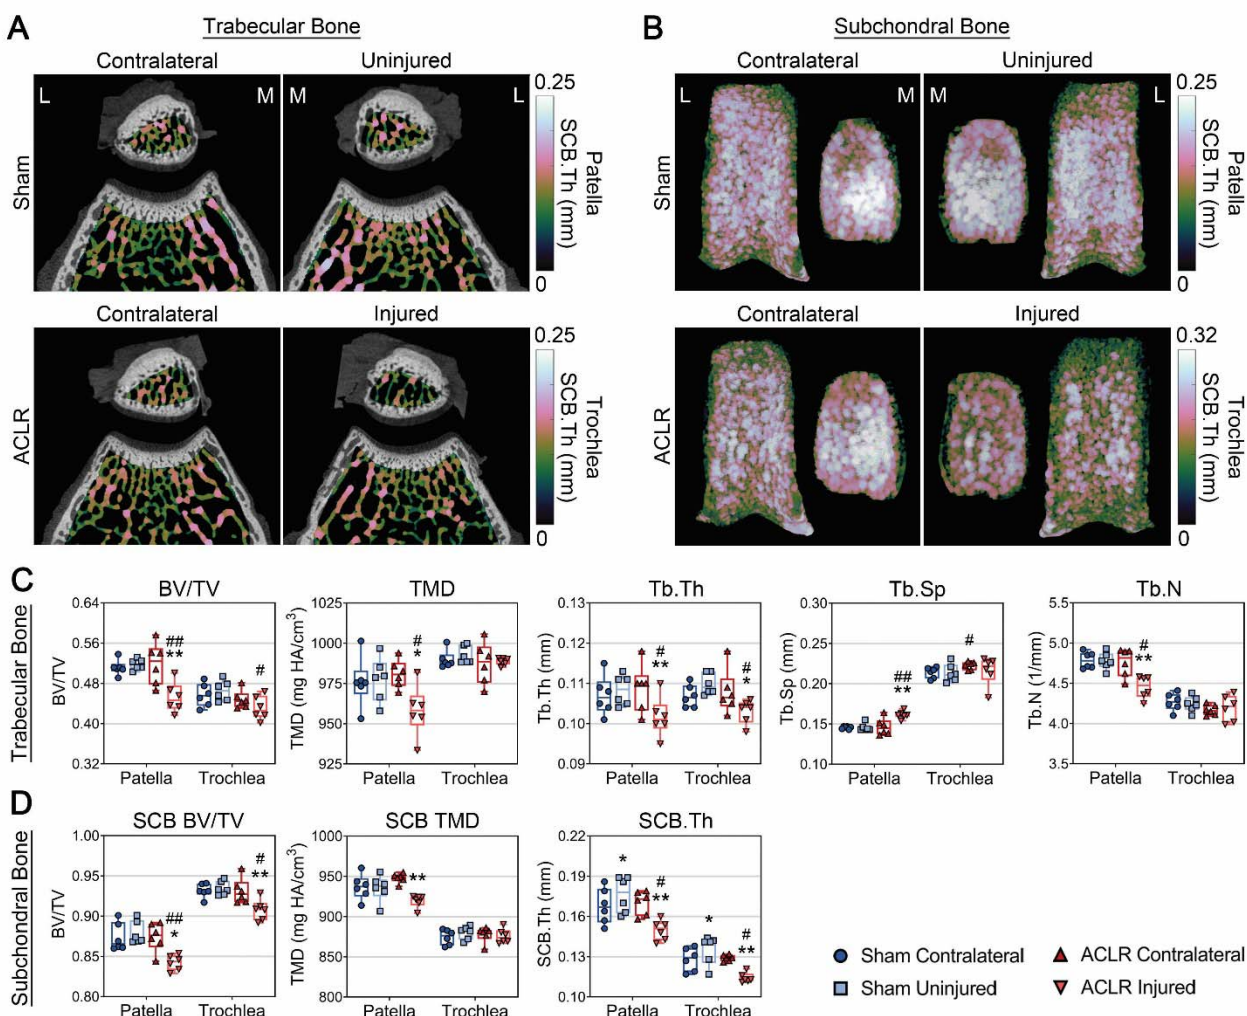 A
Trabecular Bone
Contralateral
Uninjured
L
M
M
L
Sham
0.25
Patella
SCB.Th (mm)
0
Contralateral
Injured
ACLR
0.25
Trochlea
SCB.Th (mm)
0
B
Subchondral Bone
Contralateral
Uninjured
L
M
M
L
Sham
0.25
Patella
SCB.Th (mm)
0
Contralateral
Injured
ACLR
0.32
Trochlea
SCB.Th (mm)
0
C
Trabecular Bone
BV/TV
BV/TV
0.64
0.56
0.48
0.40
0.32
##
**
#
Patella
Trochlea
TMD
TMD (mg HA/cm³)
1025
1000
975
950
925
#
*
Patella
Trochlea
Tb.Th
Tb.Th (mm)
0.13
0.12
0.11
0.10
0.09
#
**
#
*
Patella
Trochlea
Tb.Sp
Tb.Sp (mm)
0.30
0.25
0.20
0.15
0.10
##
**
#
Patella
Trochlea
Tb.N
Tb.N (1/mm)
5.5
5.0
4.5
4.0
3.5
#
**
Patella
Trochlea
D
Subchondral Bone
SCB BV/TV
BV/TV
1.00
0.95
0.90
0.85
0.80
##
*
#
**
Patella
Trochlea
SCB TMD
TMD (mg HA/cm³)
1000
950
900
850
800
**
Patella
Trochlea
SCB.Th
SCB.Th (mm)
0.22
0.19
0.16
0.13
0.10
*
#
**
*
#
**
Patella
Trochlea
Sham Contralateral
ACLR Contralateral
Sham Uninjured
ACLR Injured